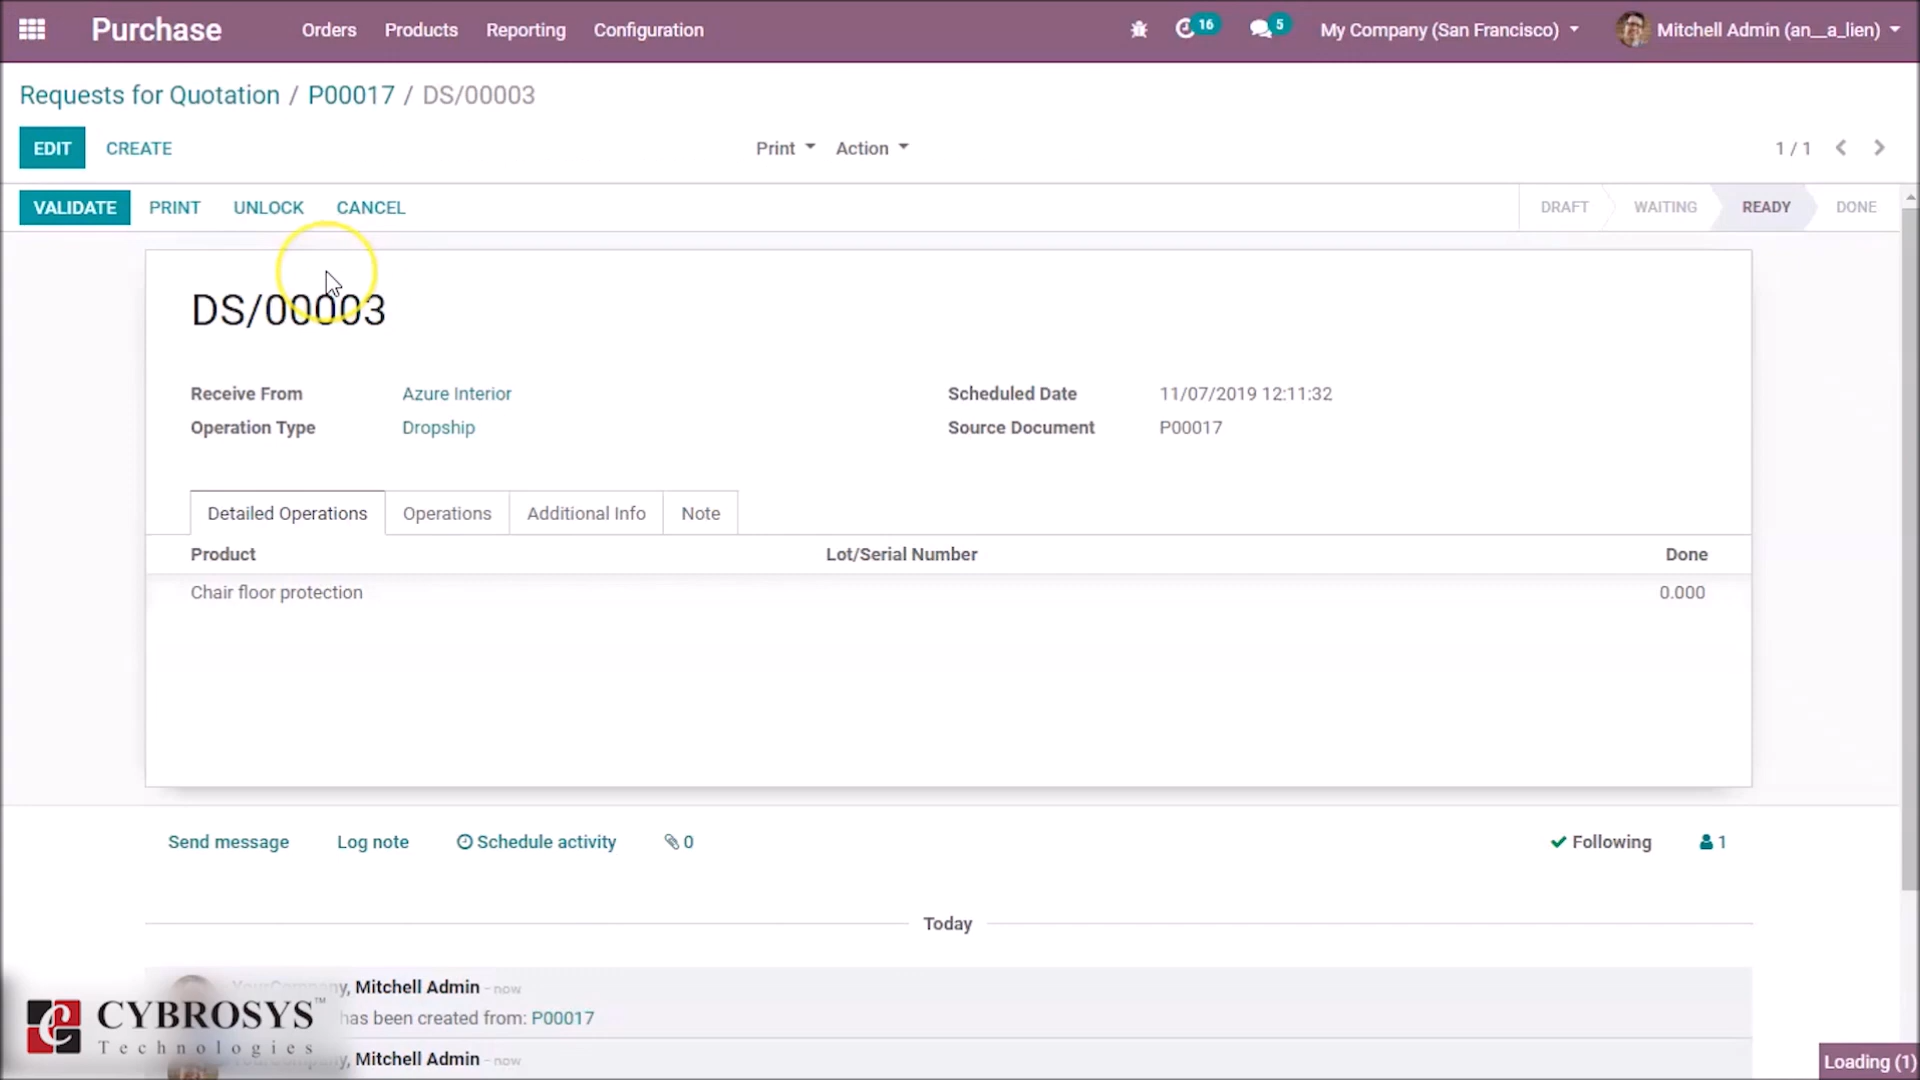 Purchase Orders Products Reporting Configuration 16 5 My Company (San Francisco) Mitchell Admin (an__a_lien)
Requests for Quotation / P00017 / DS/00003
EDIT CREATE Print Action 1 / 1
VALIDATE PRINT UNLOCK CANCEL DRAFT WAITING READY DONE
DS/00003
Receive From Azure Interior Scheduled Date 11/07/2019 12:11:32
Operation Type Dropship Source Document P00017
Detailed Operations Operations Additional Info Note
Product Lot/Serial Number Done
Chair floor protection 0.000
Send message Log note Schedule activity 0 Following 1
Today
YourCompany, Mitchell Admin - now
has been created from: P00017
Mitchell Admin - now
CYBROSYS™
Technologies
Loading (1)